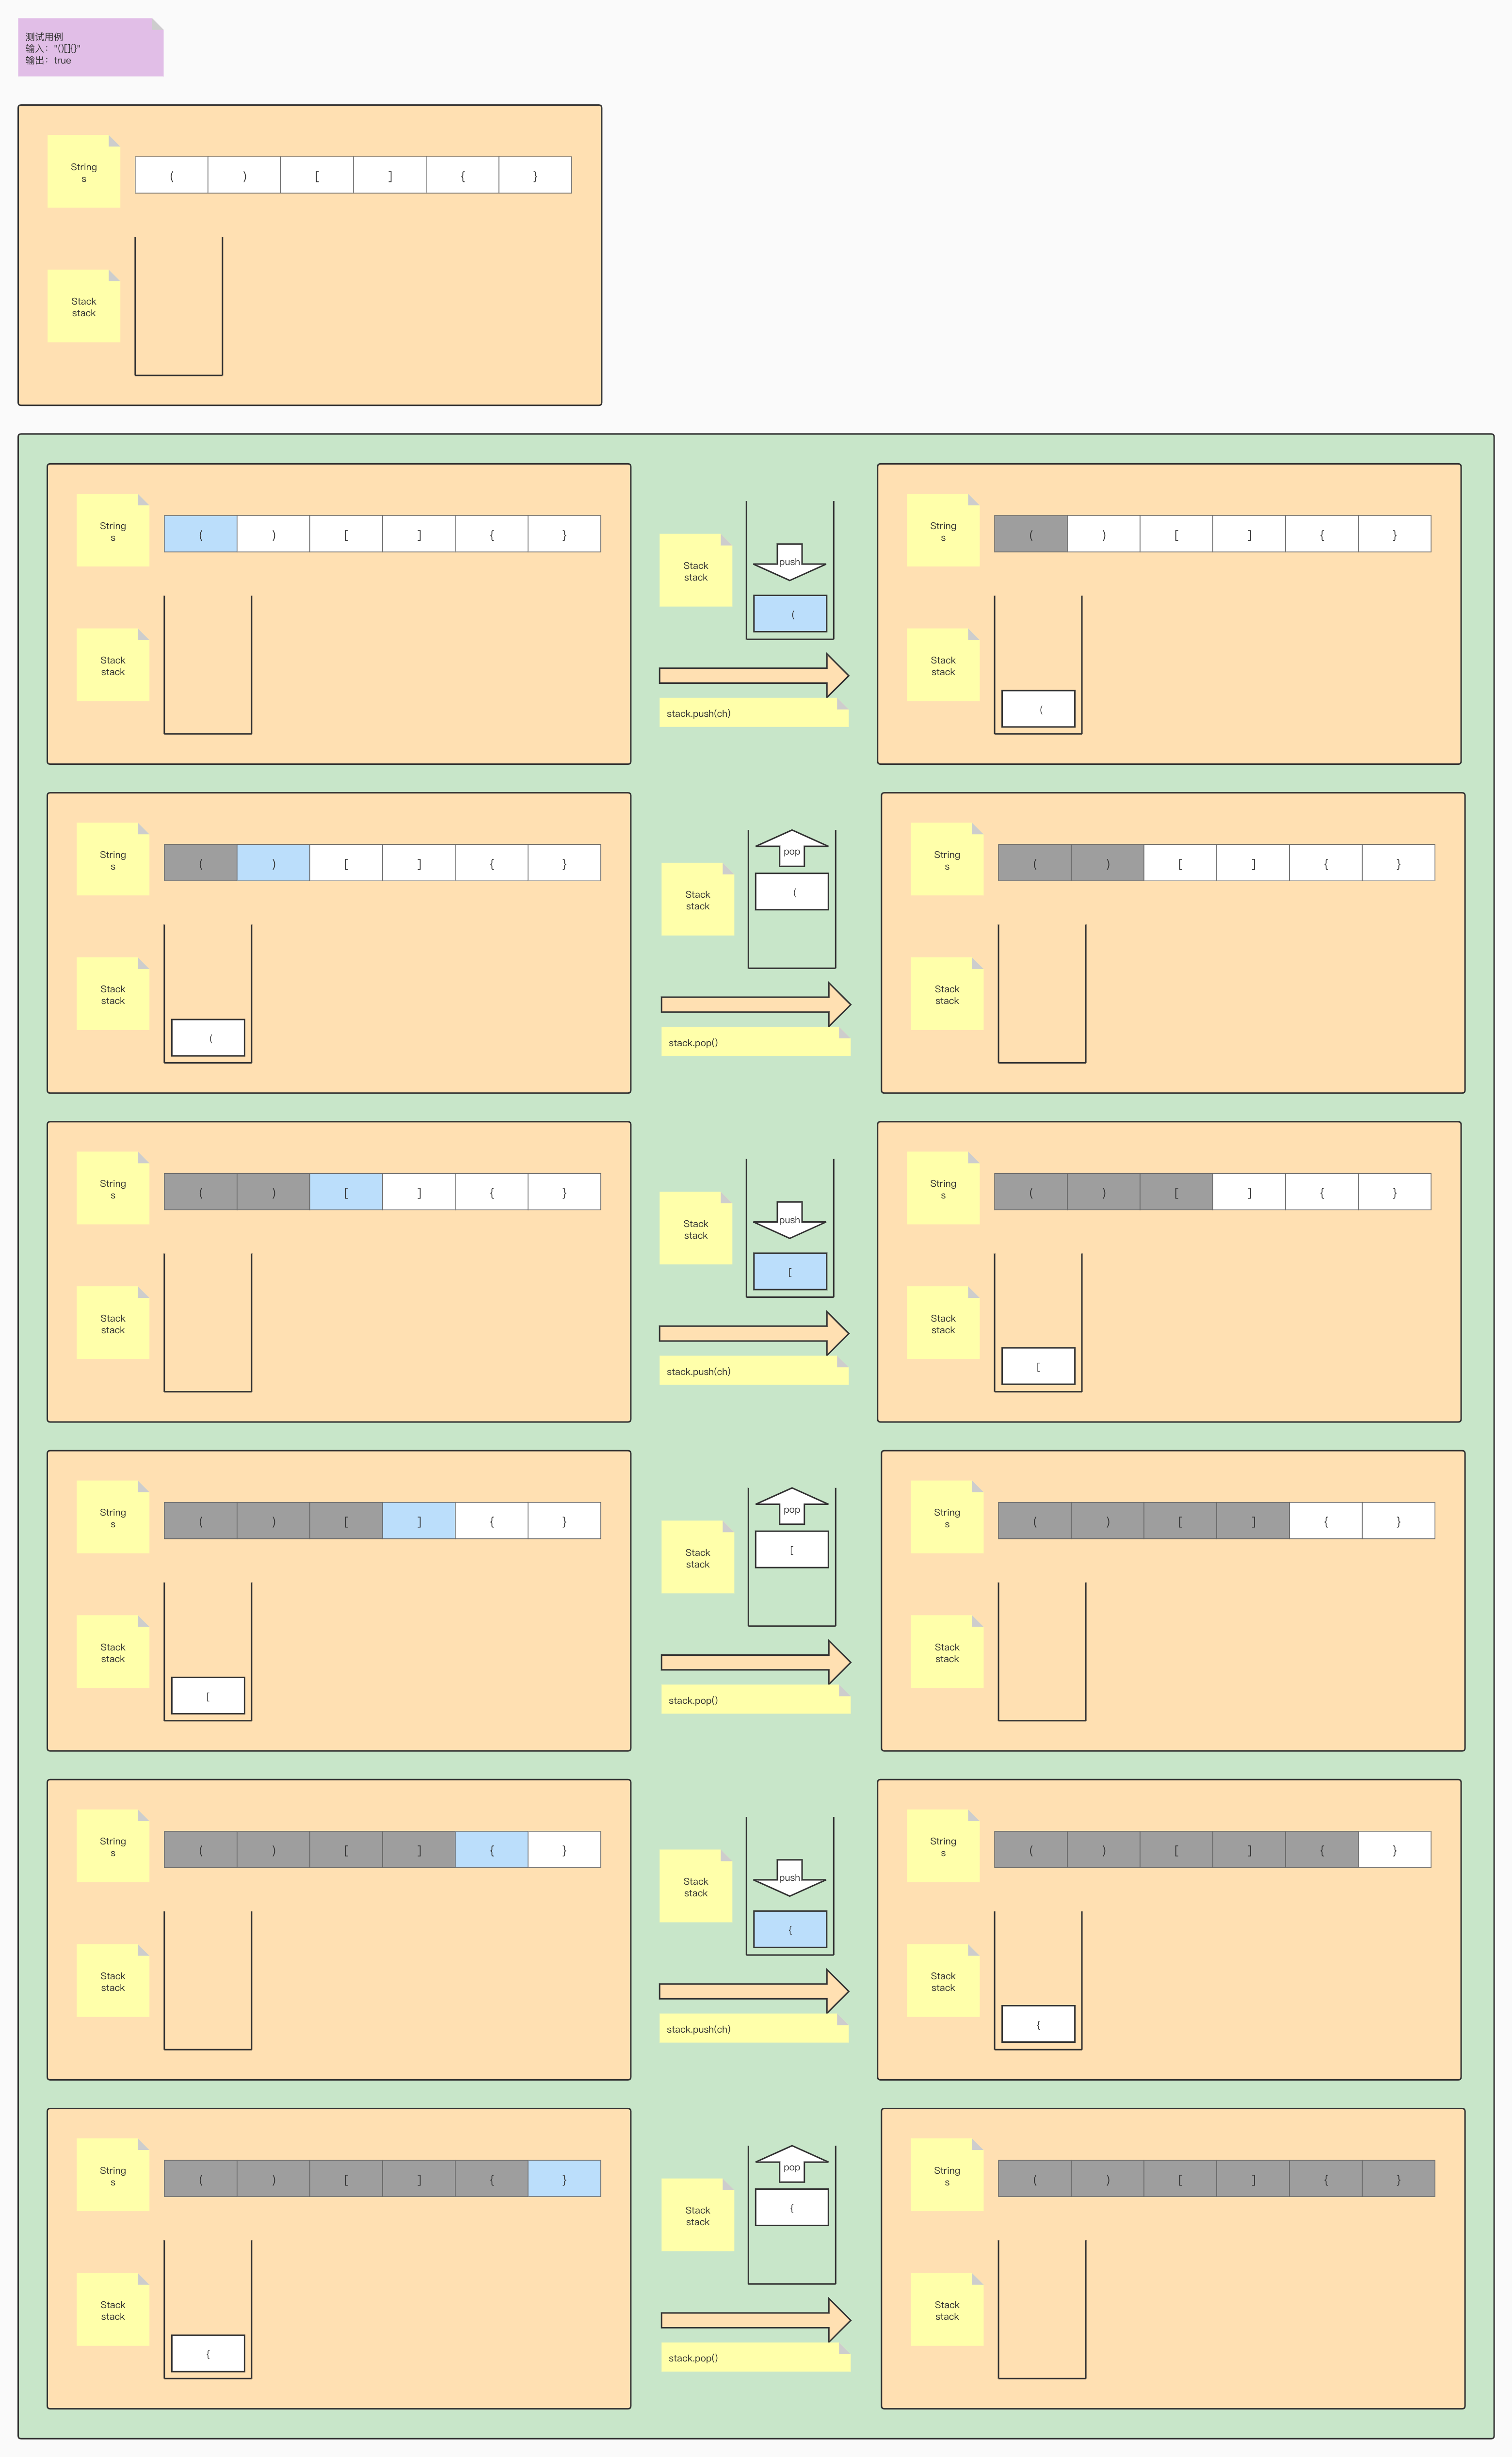 测试用例
输入："()[]{}"
输出：true
String
s
( ) [ ] { }
Stack
stack
String
s
( ) [ ] { }
Stack
stack
Stack
stack
push
(
stack.push(ch)
String
s
( ) [ ] { }
Stack
stack
(
String
s
( ) [ ] { }
Stack
stack
(
Stack
stack
pop
(
stack.pop()
String
s
( ) [ ] { }
Stack
stack
String
s
( ) [ ] { }
Stack
stack
Stack
stack
push
[
stack.push(ch)
String
s
( ) [ ] { }
Stack
stack
[
String
s
( ) [ ] { }
Stack
stack
[
Stack
stack
pop
[
stack.pop()
String
s
( ) [ ] { }
Stack
stack
String
s
( ) [ ] { }
Stack
stack
Stack
stack
push
{
stack.push(ch)
String
s
( ) [ ] { }
Stack
stack
{
String
s
( ) [ ] { }
Stack
stack
{
Stack
stack
pop
{
stack.pop()
String
s
( ) [ ] { }
Stack
stack